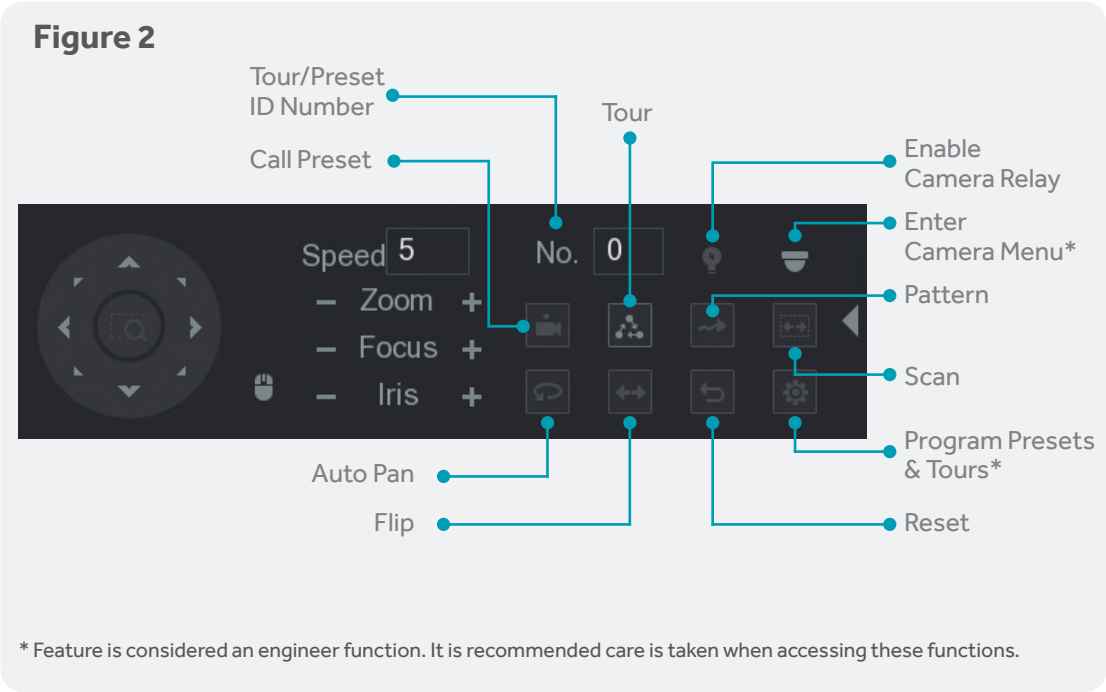 Figure 2
Tour/Preset
ID Number
Tour
Call Preset
Enable
Camera Relay
Enter
Camera Menu*
Speed 5
No. 0
Pattern
– Zoom +
– Focus +
– Iris +
Scan
Program Presets
& Tours*
Auto Pan
Flip
Reset
* Feature is considered an engineer function. It is recommended care is taken when accessing these functions.